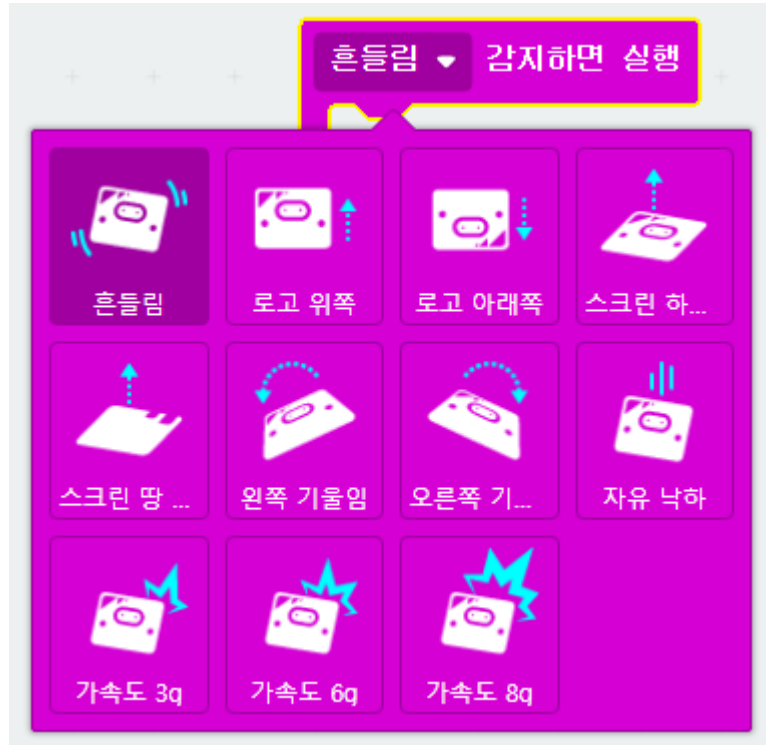 흔들림 감지하면 실행
흔들림
로고 위쪽
로고 아래쪽
스크린 하...
스크린 땅 ...
왼쪽 기울임
오른쪽 기...
자유 낙하
가속도 3g
가속도 6g
가속도 8g